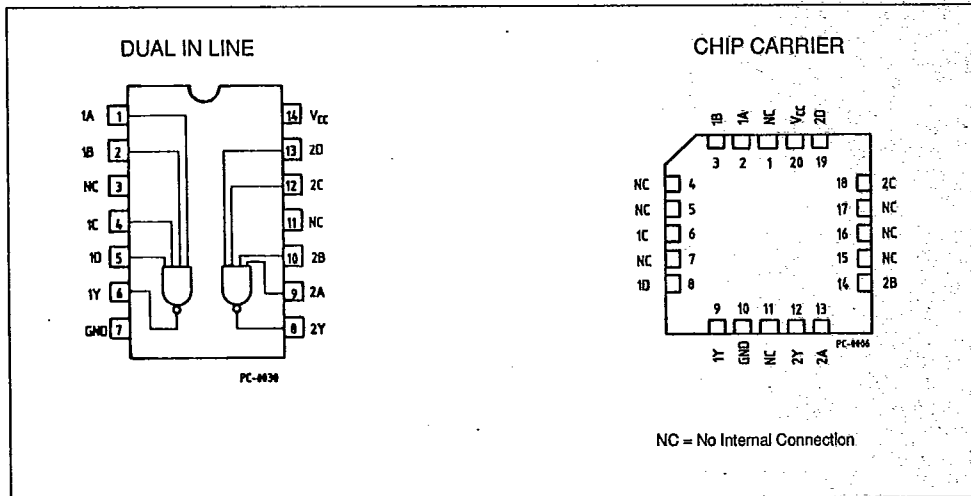 DUAL IN LINE
1A 1
1B 2
NC 3
1C 4
1D 5
1Y 6
GND 7
14 VCC
13 2D
12 2C
11 NC
10 2B
9 2A
8 2Y
PC-0030
CHIP CARRIER
1B 1A NC VCC 2D
3 2 1 20 19
NC 4
NC 5
1C 6
NC 7
1D 8
18 2C
17 NC
16 NC
15 NC
14 2B
9 10 11 12 13
1Y GND NC 2Y 2A
PC-0006
NC = No Internal Connection